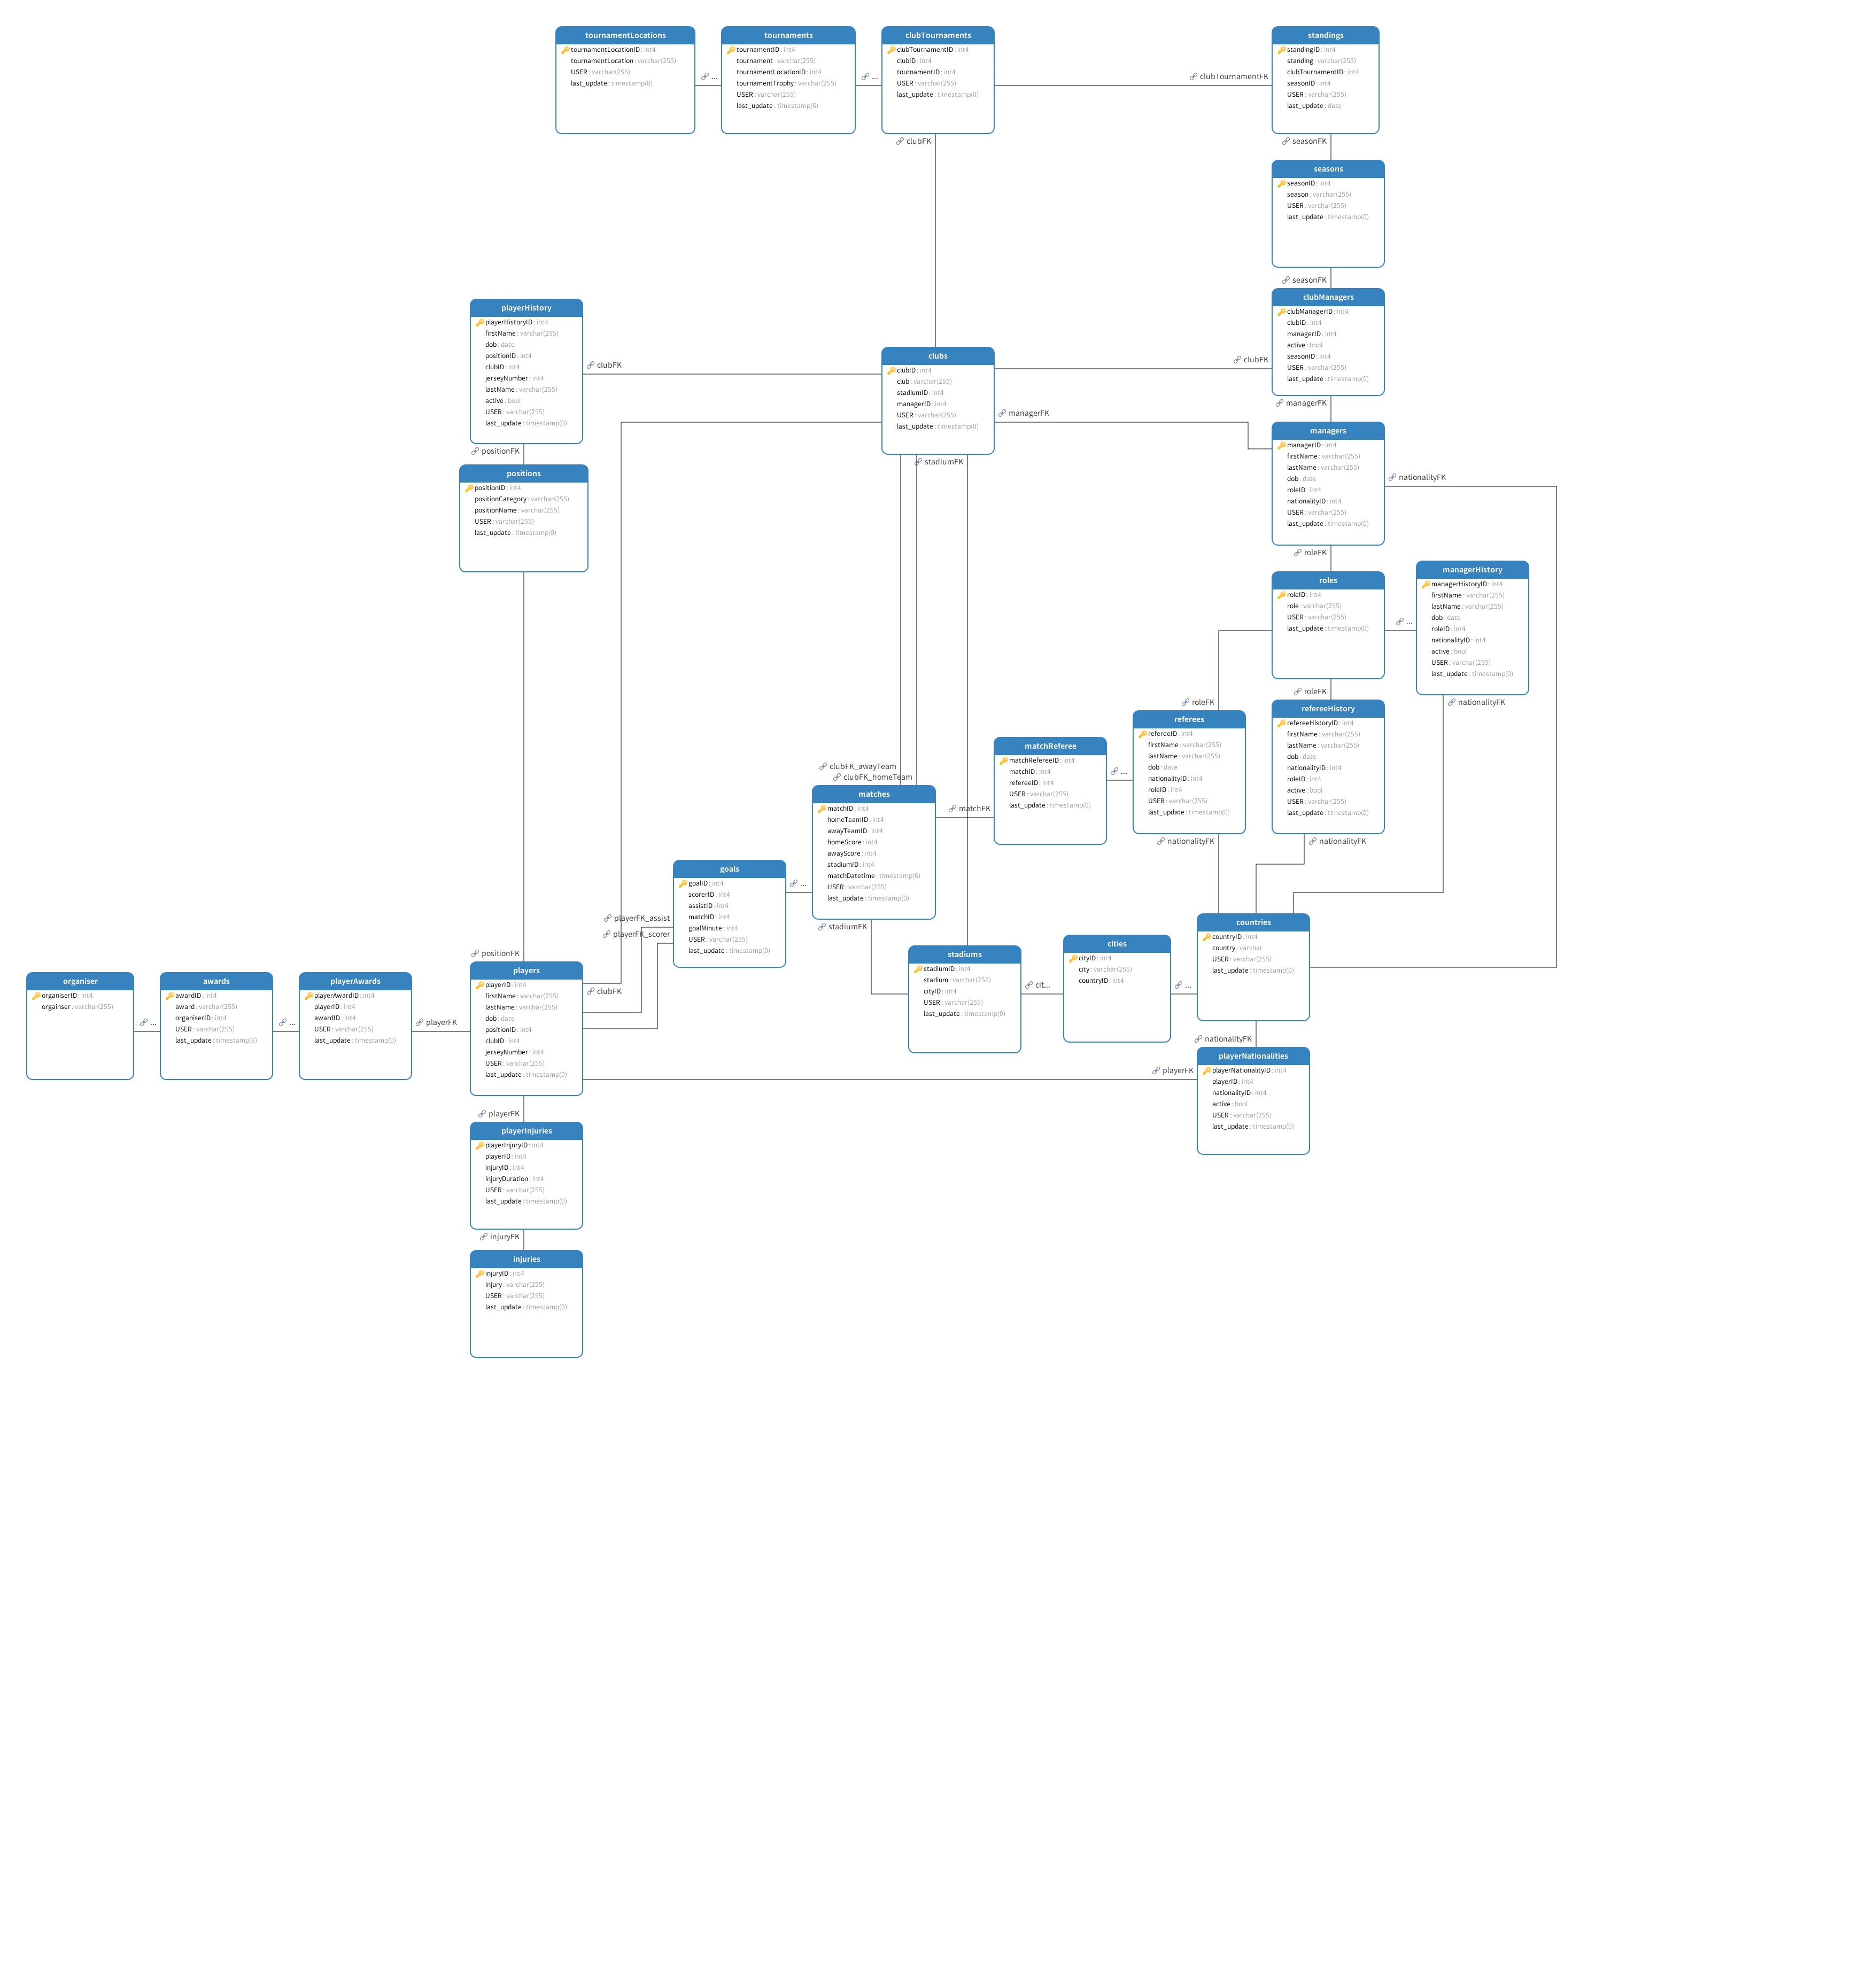 tournamentLocations
tournamentLocationID : int4
tournamentLocation : varchar(255)
USER : varchar(255)
last_update : timestamp(0)
...
tournaments
tournamentID : int4
tournament : varchar(255)
tournamentLocationID : int4
tournamentTrophy : varchar(255)
USER : varchar(255)
last_update : timestamp(6)
...
clubTournaments
clubTournamentID : int4
clubID : int4
tournamentID : int4
USER : varchar(255)
last_update : timestamp(0)
clubFK
clubTournamentFK
standings
standingID : int4
standing : varchar(255)
clubTournamentID : int4
seasonID : int4
USER : varchar(255)
last_update : date
seasonFK
seasons
seasonID : int4
season : varchar(255)
USER : varchar(255)
last_update : timestamp(0)
seasonFK
playerHistory
playerHistoryID : int4
firstName : varchar(255)
dob : date
positionID : int4
clubID : int4
jerseyNumber : int4
lastName : varchar(255)
active : bool
USER : varchar(255)
last_update : timestamp(0)
clubFK
positionFK
clubs
clubID : int4
club : varchar(255)
stadiumID : int4
managerID : int4
USER : varchar(255)
last_update : timestamp(0)
managerFK
stadiumFK
clubFK
clubManagers
clubManagerID : int4
clubID : int4
managerID : int4
active : bool
seasonID : int4
USER : varchar(255)
last_update : timestamp(0)
managerFK
managers
managerID : int4
firstName : varchar(255)
lastName : varchar(255)
dob : date
roleID : int4
nationalityID : int4
USER : varchar(255)
last_update : timestamp(0)
nationalityFK
roleFK
positions
positionID : int4
positionCategory : varchar(255)
positionName : varchar(255)
USER : varchar(255)
last_update : timestamp(0)
roles
roleID : int4
role : varchar(255)
USER : varchar(255)
last_update : timestamp(0)
...
roleFK
managerHistory
managerHistoryID : int4
firstName : varchar(255)
lastName : varchar(255)
dob : date
roleID : int4
nationalityID : int4
active : bool
USER : varchar(255)
last_update : timestamp(0)
nationalityFK
roleFK
referees
refereeID : int4
firstName : varchar(255)
lastName : varchar(255)
dob : date
nationalityID : int4
roleID : int4
USER : varchar(255)
last_update : timestamp(0)
nationalityFK
refereeHistory
refereeHistoryID : int4
firstName : varchar(255)
lastName : varchar(255)
dob : date
nationalityID : int4
roleID : int4
active : bool
USER : varchar(255)
last_update : timestamp(0)
nationalityFK
matchReferee
matchRefereeID : int4
matchID : int4
refereeID : int4
USER : varchar(255)
last_update : timestamp(0)
...
matchFK
clubFK_awayTeam
clubFK_homeTeam
matches
matchID : int4
homeTeamID : int4
awayTeamID : int4
homeScore : int4
awayScore : int4
stadiumID : int4
matchDatetime : timestamp(6)
USER : varchar(255)
last_update : timestamp(0)
stadiumFK
goals
goalID : int4
scorerID : int4
assistID : int4
matchID : int4
goalMinute : int4
USER : varchar(255)
last_update : timestamp(0)
...
playerFK_assist
playerFK_scorer
countries
countryID : int4
country : varchar
USER : varchar(255)
last_update : timestamp(0)
cities
cityID : int4
city : varchar(255)
countryID : int4
...
stadiums
stadiumID : int4
stadium : varchar(255)
cityID : int4
USER : varchar(255)
last_update : timestamp(0)
cit...
positionFK
organiser
organiserID : int4
orgainser : varchar(255)
...
awards
awardID : int4
award : varchar(255)
organiserID : int4
USER : varchar(255)
last_update : timestamp(6)
...
playerAwards
playerAwardID : int4
playerID : int4
awardID : int4
USER : varchar(255)
last_update : timestamp(0)
playerFK
players
playerID : int4
firstName : varchar(255)
lastName : varchar(255)
dob : date
positionID : int4
clubID : int4
jerseyNumber : int4
USER : varchar(255)
last_update : timestamp(0)
clubFK
nationalityFK
playerFK
playerNationalities
playerNationalityID : int4
playerID : int4
nationalityID : int4
active : bool
USER : varchar(255)
last_update : timestamp(0)
playerFK
playerInjuries
playerInjuryID : int4
playerID : int4
injuryID : int4
injuryDuration : int4
USER : varchar(255)
last_update : timestamp(0)
injuryFK
injuries
injuryID : int4
injury : varchar(255)
USER : varchar(255)
last_update : timestamp(0)